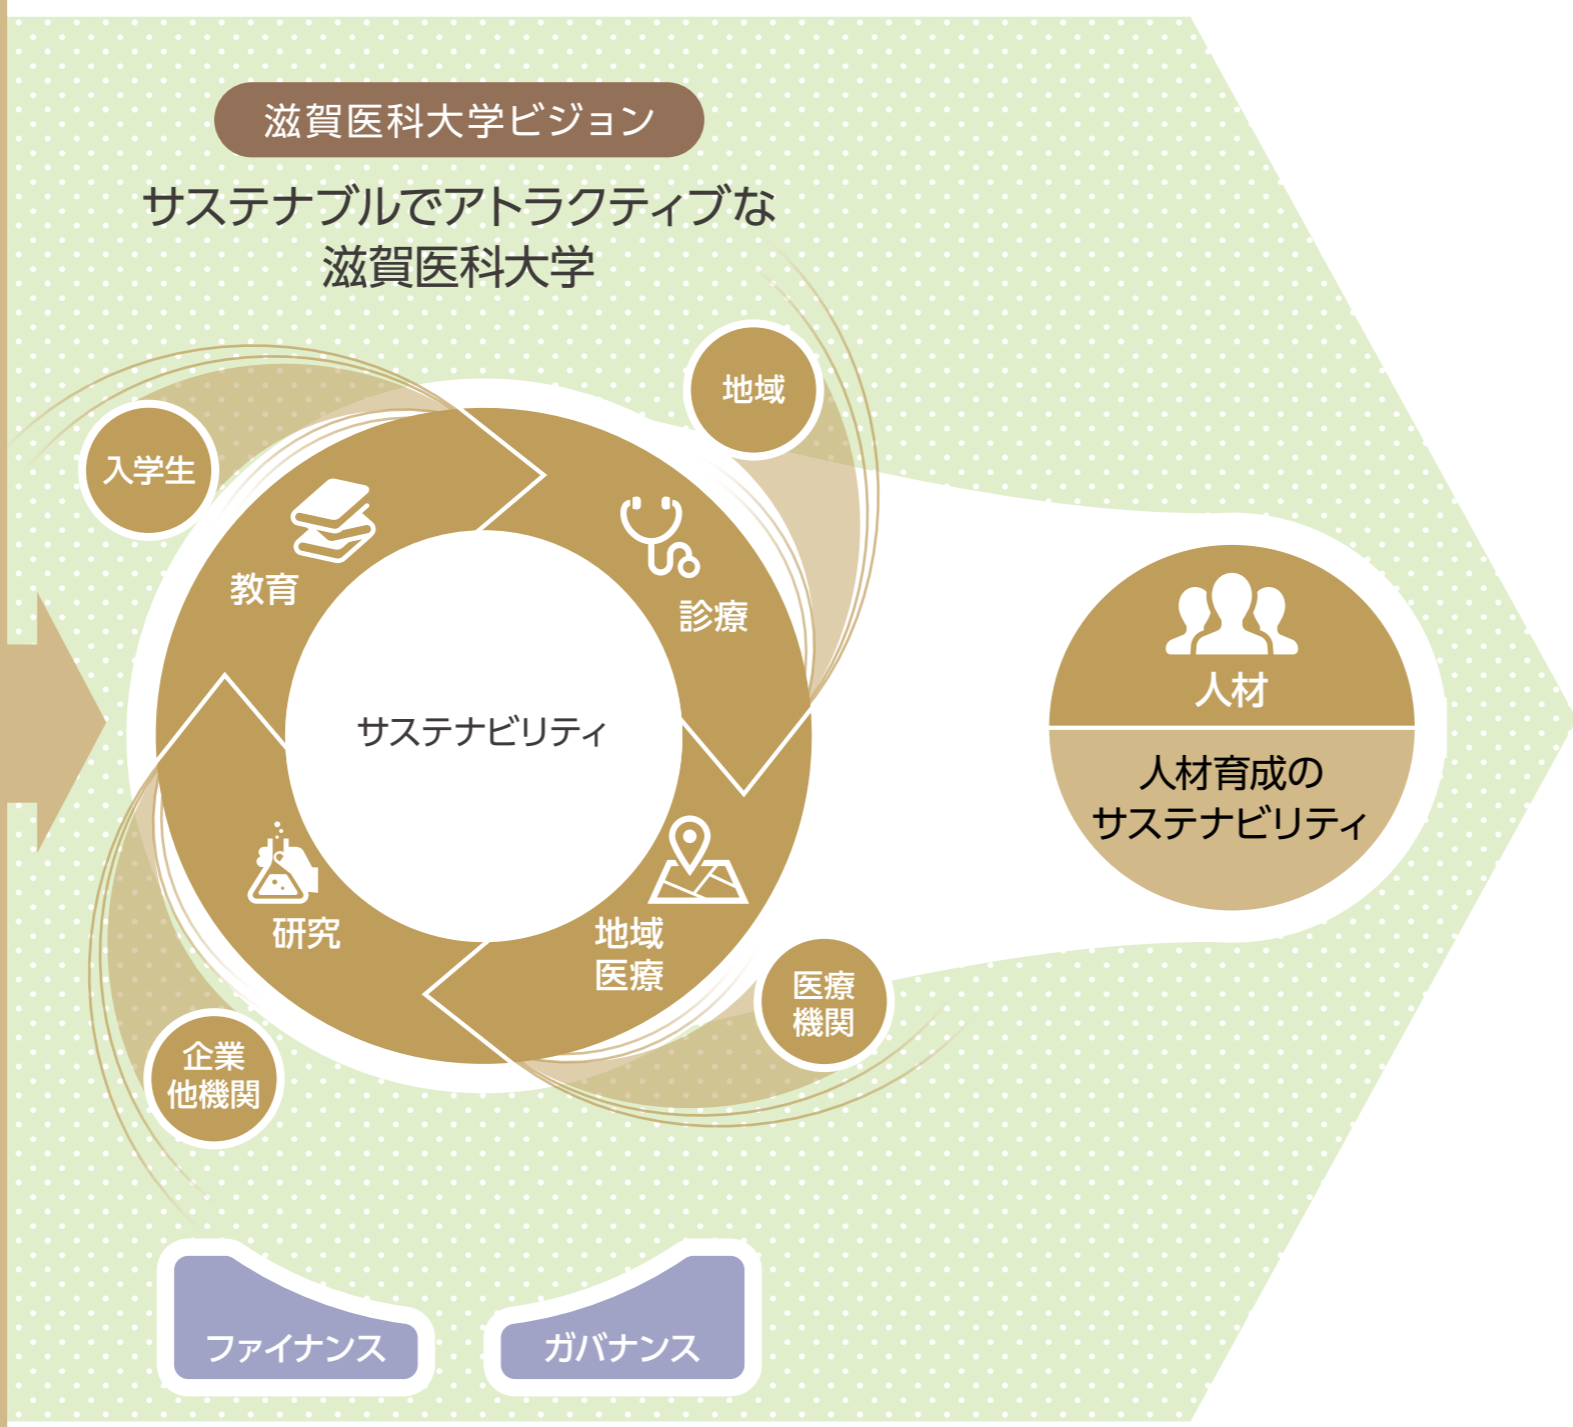 滋賀医科大学ビジョン
サステナブルでアトラクティブな
滋賀医科大学
地域
入学生
教育
診療
サステナビリティ
人材
人材育成の
サステナビリティ
研究
地域
医療
医療
機関
企業
他機関
ファイナンス
ガバナンス